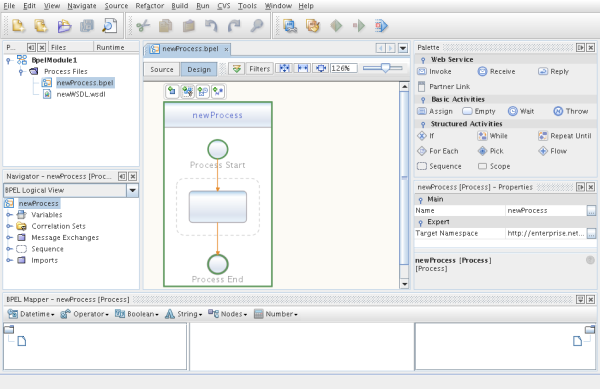 File Edit View Navigate Source Refactor Build Run CVS Tools Window Help
P... Files Runtime
BpelModule1
Process Files
newProcess.bpel
newWSDL.wsdl
Navigator - newProcess [Proc...
BPEL Logical View
newProcess
Variables
Correlation Sets
Message Exchanges
Sequence
Imports
newProcess.bpel x
Source Design Filters 126%
newProcess
Process Start
Process End
Palette
Web Service
Invoke Receive Reply
Partner Link
Basic Activities
Assign Empty Wait Throw
Structured Activities
If While Repeat Until
For Each Pick Flow
Sequence Scope
newProcess [Process] - Properties
Main
Name newProcess
Expert
Target Namespace http://enterprise.net...
newProcess [Process]
[Process]
BPEL Mapper - newProcess [Process]
Datetime Operator Boolean String Nodes Number